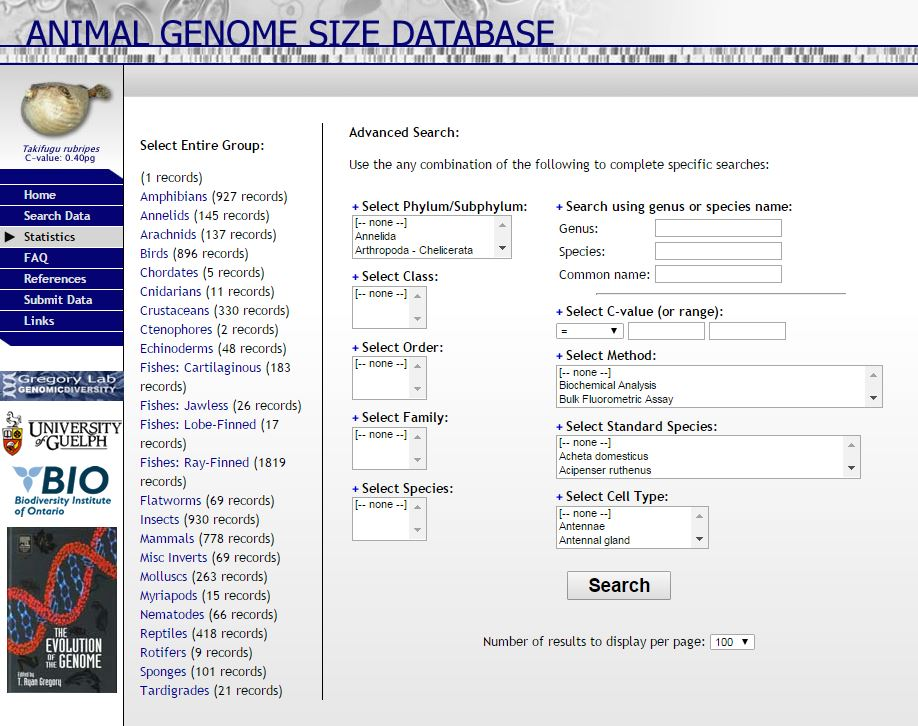 ANIMAL GENOME SIZE DATABASE
Takifugu rubripes
C-value: 0.40pg
Home
Search Data
Statistics
FAQ
References
Submit Data
Links
Gregory Lab
GENOMICDIVERSITY
UNIVERSITY
of GUELPH
BIO
Biodiversity Institute
of Ontario
THE
EVOLUTION
OF THE
GENOME
Edited by
T. Ryan Gregory
Select Entire Group:
(1 records)
Amphibians (927 records)
Annelids (145 records)
Arachnids (137 records)
Birds (896 records)
Chordates (5 records)
Cnidarians (11 records)
Crustaceans (330 records)
Ctenophores (2 records)
Echinoderms (48 records)
Fishes: Cartilaginous (183
records)
Fishes: Jawless (26 records)
Fishes: Lobe-Finned (17
records)
Fishes: Ray-Finned (1819
records)
Flatworms (69 records)
Insects (930 records)
Mammals (778 records)
Misc Inverts (69 records)
Molluscs (263 records)
Myriapods (15 records)
Nematodes (66 records)
Reptiles (418 records)
Rotifers (9 records)
Sponges (101 records)
Tardigrades (21 records)
Advanced Search:
Use the any combination of the following to complete specific searches:
+ Select Phylum/Subphylum:
[-- none --]
Annelida
Arthropoda - Chelicerata
+ Select Class:
[-- none --]
+ Select Order:
[-- none --]
+ Select Family:
[-- none --]
+ Select Species:
[-- none --]
+ Search using genus or species name:
Genus:
Species:
Common name:
+ Select C-value (or range):
=
+ Select Method:
[-- none --]
Biochemical Analysis
Bulk Fluorometric Assay
+ Select Standard Species:
[-- none --]
Acheta domesticus
Acipenser ruthenus
+ Select Cell Type:
[-- none --]
Antennae
Antennal gland
Search
Number of results to display per page: 100